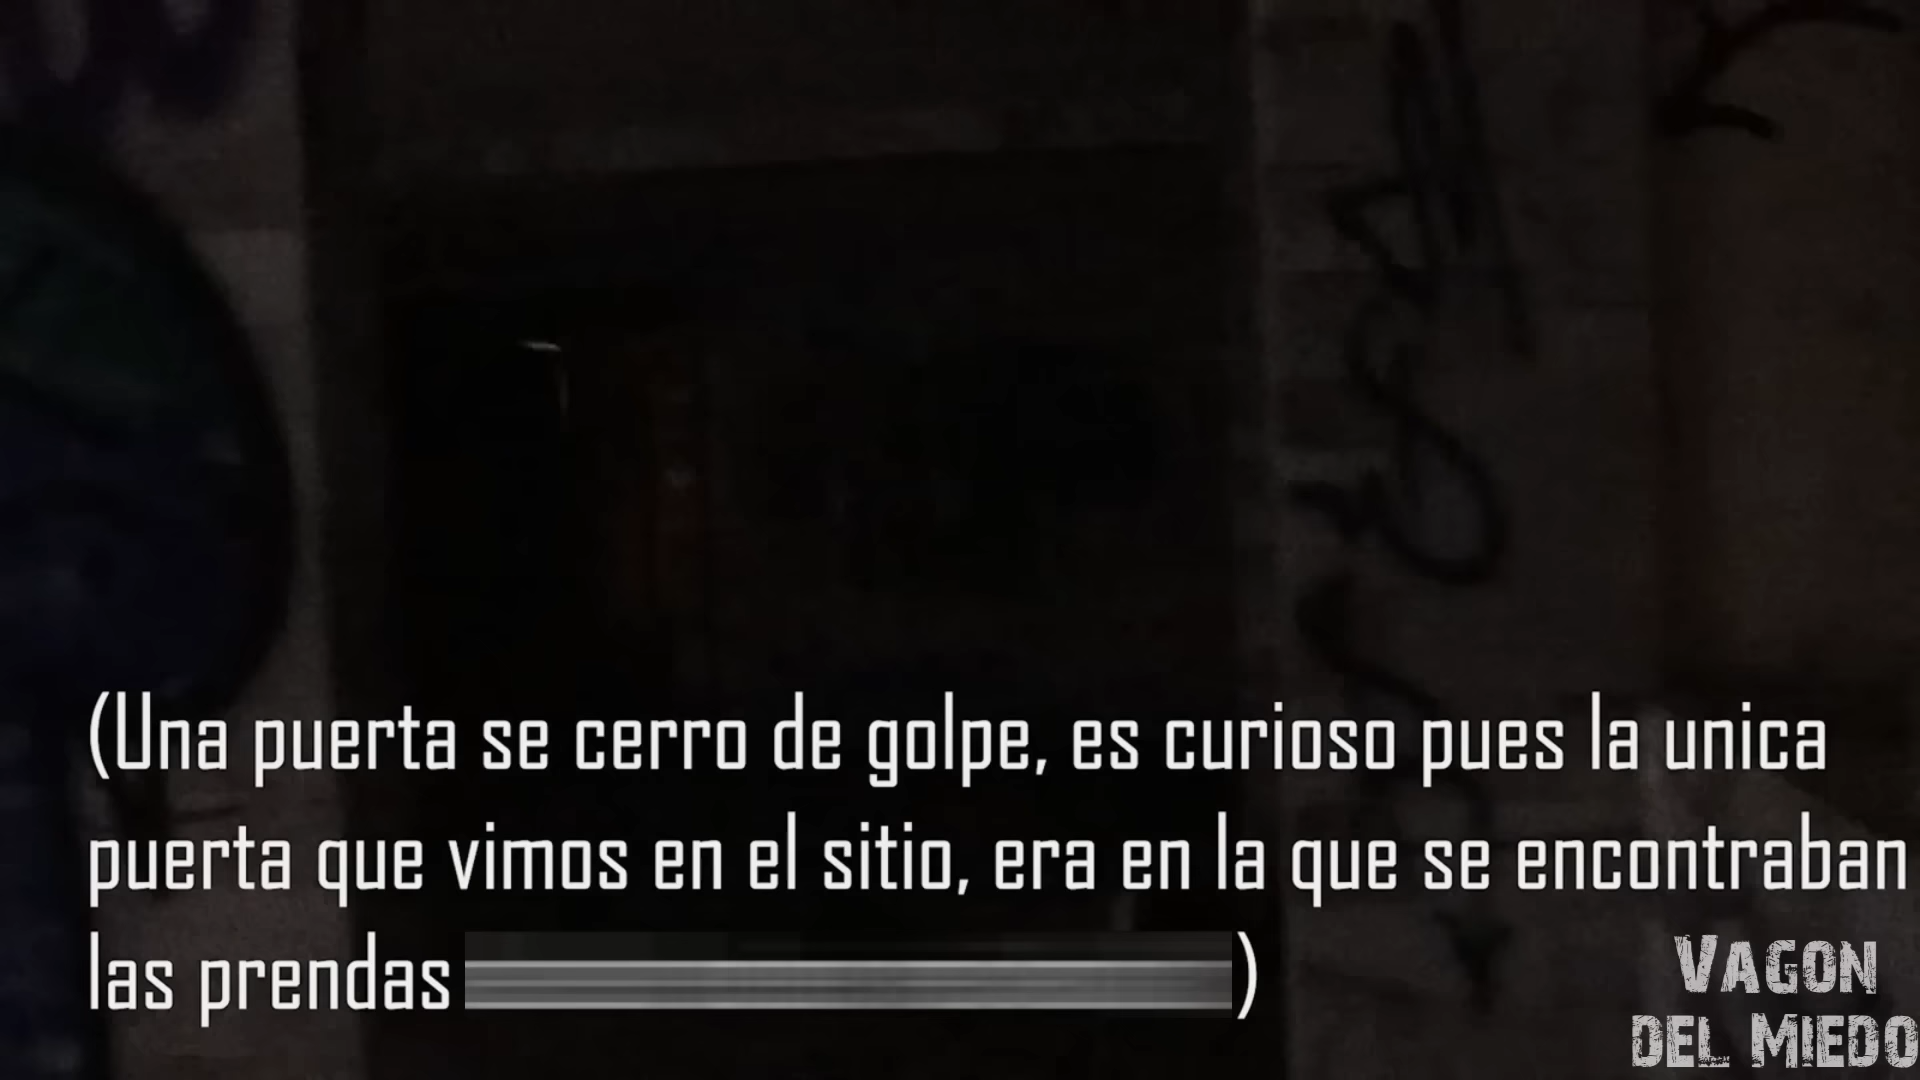 (Una puerta se cerro de golpe, es curioso pues la unica
puerta que vimos en el sitio, era en la que se encontraban
las prendas )
VAGON
DEL MIEDO